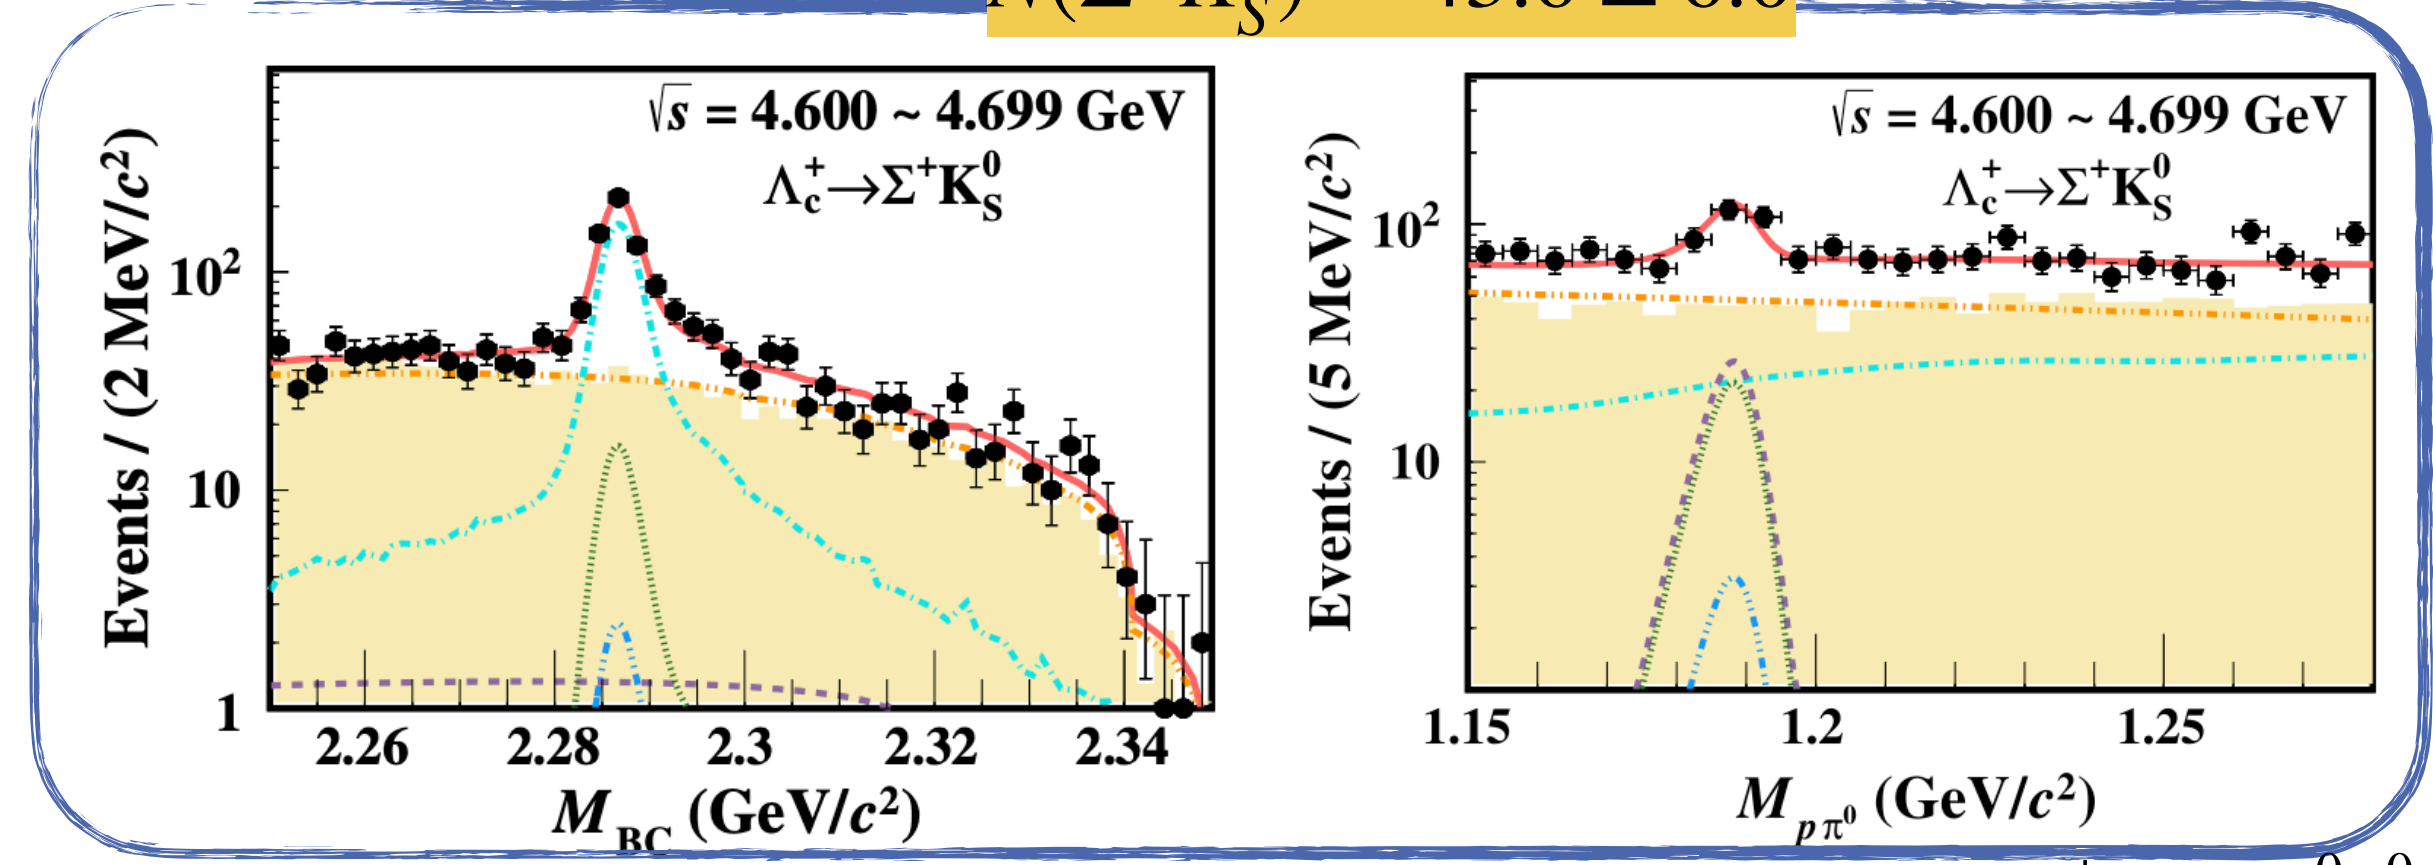 √s = 4.600 ~ 4.699 GeV
Λc+→Σ+KS0
Events / (2 MeV/c²)
10²
10
1
2.26 2.28 2.3 2.32 2.34
MBC (GeV/c²)
√s = 4.600 ~ 4.699 GeV
Λc+→Σ+KS0
Events / (5 MeV/c²)
10²
10
1.15 1.2 1.25
Mpπ⁰ (GeV/c²)